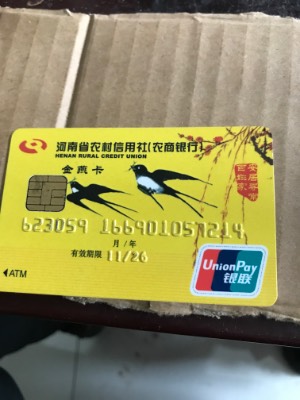 河南省农村信用社(农商银行)
HENAN RURAL CREDIT UNION
金燕卡
月/年
有效期限 11/26
ATM
UnionPay
银联